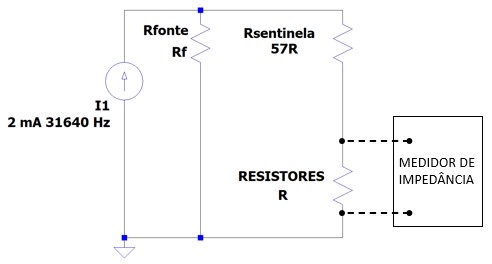 Rfonte
Rf
Rsentinela
57R
I1
2 mA 31640 Hz
RESISTORES
R
MEDIDOR DE
IMPEDÂNCIA